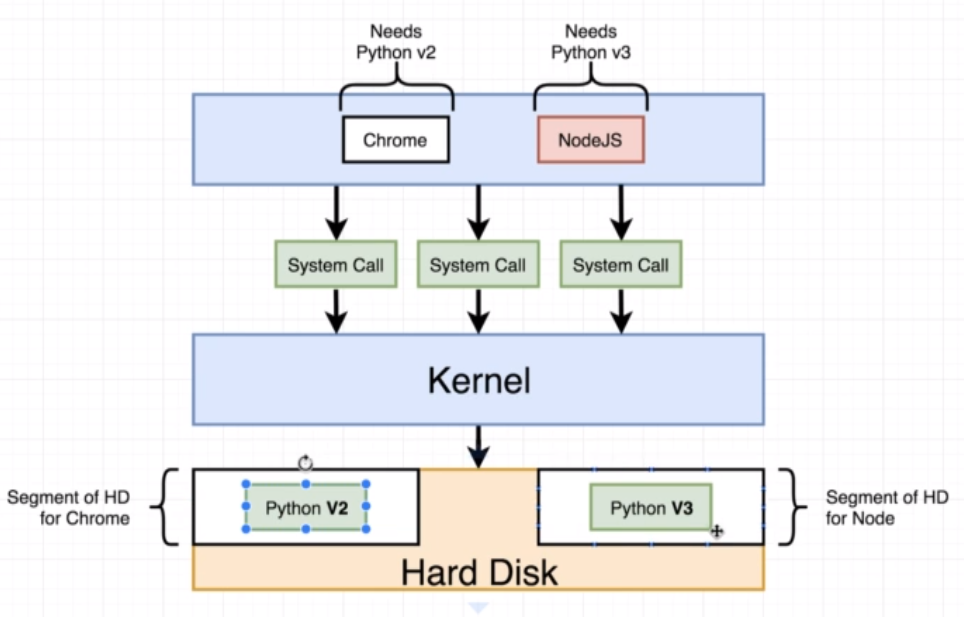 Needs
Python v2
Needs
Python v3
Chrome
NodeJS
System Call
System Call
System Call
Kernel
Segment of HD
for Chrome
Python V2
Python V3
Segment of HD
for Node
Hard Disk